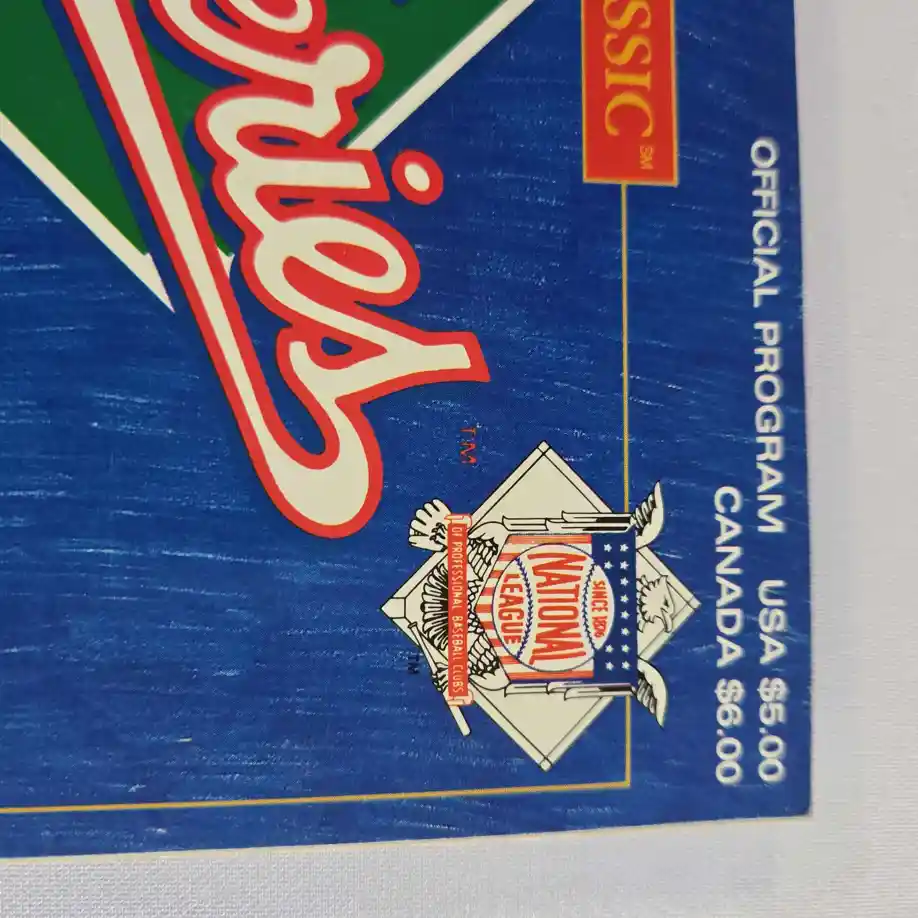 OFFICIAL PROGRAM USA $5.00
CANADA $6.00
SSIC SM
eries TM
SINCE 1876
NATIONAL
LEAGUE
OF PROFESSIONAL BASEBALL CLUBS
TM